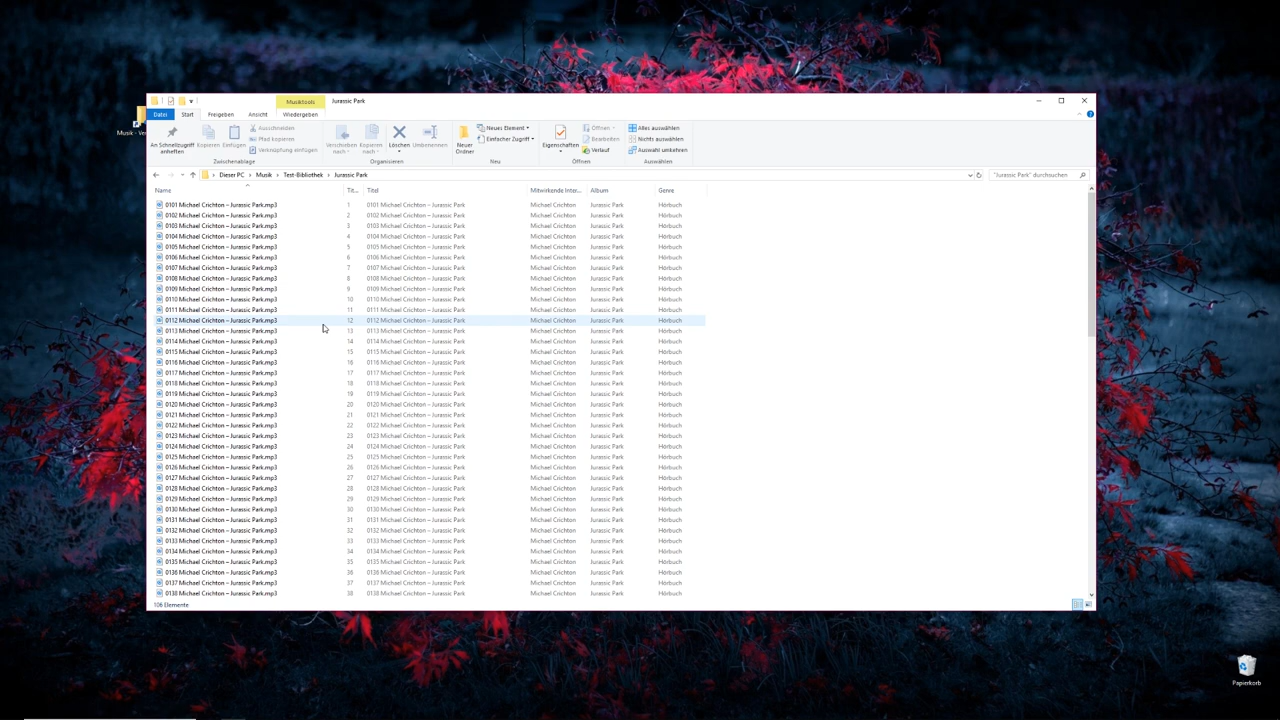 Musiktools Jurassic Park
Datei Start Freigeben Ansicht Wiedergeben
An Schnellzugriff anheften Kopieren Einfügen Ausschneiden Pfad kopieren Verknüpfung einfügen Verschieben nach Kopieren nach Löschen Umbenennen Neuer Ordner Neues Element Einfacher Zugriff Eigenschaften Öffnen Bearbeiten Verlauf Alles auswählen Nichts auswählen Auswahl umkehren
Zwischenablage Organisieren Neu Öffnen Auswählen
Dieser PC Musik Test-Bibliothek Jurassic Park "Jurassic Park" durchsuchen
Name Tit... Titel Mitwirkende Inter... Album Genre
0101 Michael Crichton – Jurassic Park.mp3 1 0101 Michael Crichton – Jurassic Park Michael Crichton Jurassic Park Hörbuch
0102 Michael Crichton – Jurassic Park.mp3 2 0102 Michael Crichton – Jurassic Park Michael Crichton Jurassic Park Hörbuch
0103 Michael Crichton – Jurassic Park.mp3 3 0103 Michael Crichton – Jurassic Park Michael Crichton Jurassic Park Hörbuch
0104 Michael Crichton – Jurassic Park.mp3 4 0104 Michael Crichton – Jurassic Park Michael Crichton Jurassic Park Hörbuch
0105 Michael Crichton – Jurassic Park.mp3 5 0105 Michael Crichton – Jurassic Park Michael Crichton Jurassic Park Hörbuch
0106 Michael Crichton – Jurassic Park.mp3 6 0106 Michael Crichton – Jurassic Park Michael Crichton Jurassic Park Hörbuch
0107 Michael Crichton – Jurassic Park.mp3 7 0107 Michael Crichton – Jurassic Park Michael Crichton Jurassic Park Hörbuch
0108 Michael Crichton – Jurassic Park.mp3 8 0108 Michael Crichton – Jurassic Park Michael Crichton Jurassic Park Hörbuch
0109 Michael Crichton – Jurassic Park.mp3 9 0109 Michael Crichton – Jurassic Park Michael Crichton Jurassic Park Hörbuch
0110 Michael Crichton – Jurassic Park.mp3 10 0110 Michael Crichton – Jurassic Park Michael Crichton Jurassic Park Hörbuch
0111 Michael Crichton – Jurassic Park.mp3 11 0111 Michael Crichton – Jurassic Park Michael Crichton Jurassic Park Hörbuch
0112 Michael Crichton – Jurassic Park.mp3 12 0112 Michael Crichton – Jurassic Park Michael Crichton Jurassic Park Hörbuch
0113 Michael Crichton – Jurassic Park.mp3 13 0113 Michael Crichton – Jurassic Park Michael Crichton Jurassic Park Hörbuch
0114 Michael Crichton – Jurassic Park.mp3 14 0114 Michael Crichton – Jurassic Park Michael Crichton Jurassic Park Hörbuch
0115 Michael Crichton – Jurassic Park.mp3 15 0115 Michael Crichton – Jurassic Park Michael Crichton Jurassic Park Hörbuch
0116 Michael Crichton – Jurassic Park.mp3 16 0116 Michael Crichton – Jurassic Park Michael Crichton Jurassic Park Hörbuch
0117 Michael Crichton – Jurassic Park.mp3 17 0117 Michael Crichton – Jurassic Park Michael Crichton Jurassic Park Hörbuch
0118 Michael Crichton – Jurassic Park.mp3 18 0118 Michael Crichton – Jurassic Park Michael Crichton Jurassic Park Hörbuch
0119 Michael Crichton – Jurassic Park.mp3 19 0119 Michael Crichton – Jurassic Park Michael Crichton Jurassic Park Hörbuch
0120 Michael Crichton – Jurassic Park.mp3 20 0120 Michael Crichton – Jurassic Park Michael Crichton Jurassic Park Hörbuch
0121 Michael Crichton – Jurassic Park.mp3 21 0121 Michael Crichton – Jurassic Park Michael Crichton Jurassic Park Hörbuch
0122 Michael Crichton – Jurassic Park.mp3 22 0122 Michael Crichton – Jurassic Park Michael Crichton Jurassic Park Hörbuch
0123 Michael Crichton – Jurassic Park.mp3 23 0123 Michael Crichton – Jurassic Park Michael Crichton Jurassic Park Hörbuch
0124 Michael Crichton – Jurassic Park.mp3 24 0124 Michael Crichton – Jurassic Park Michael Crichton Jurassic Park Hörbuch
0125 Michael Crichton – Jurassic Park.mp3 25 0125 Michael Crichton – Jurassic Park Michael Crichton Jurassic Park Hörbuch
0126 Michael Crichton – Jurassic Park.mp3 26 0126 Michael Crichton – Jurassic Park Michael Crichton Jurassic Park Hörbuch
0127 Michael Crichton – Jurassic Park.mp3 27 0127 Michael Crichton – Jurassic Park Michael Crichton Jurassic Park Hörbuch
0128 Michael Crichton – Jurassic Park.mp3 28 0128 Michael Crichton – Jurassic Park Michael Crichton Jurassic Park Hörbuch
0129 Michael Crichton – Jurassic Park.mp3 29 0129 Michael Crichton – Jurassic Park Michael Crichton Jurassic Park Hörbuch
0130 Michael Crichton – Jurassic Park.mp3 30 0130 Michael Crichton – Jurassic Park Michael Crichton Jurassic Park Hörbuch
0131 Michael Crichton – Jurassic Park.mp3 31 0131 Michael Crichton – Jurassic Park Michael Crichton Jurassic Park Hörbuch
0132 Michael Crichton – Jurassic Park.mp3 32 0132 Michael Crichton – Jurassic Park Michael Crichton Jurassic Park Hörbuch
0133 Michael Crichton – Jurassic Park.mp3 33 0133 Michael Crichton – Jurassic Park Michael Crichton Jurassic Park Hörbuch
0134 Michael Crichton – Jurassic Park.mp3 34 0134 Michael Crichton – Jurassic Park Michael Crichton Jurassic Park Hörbuch
0135 Michael Crichton – Jurassic Park.mp3 35 0135 Michael Crichton – Jurassic Park Michael Crichton Jurassic Park Hörbuch
0136 Michael Crichton – Jurassic Park.mp3 36 0136 Michael Crichton – Jurassic Park Michael Crichton Jurassic Park Hörbuch
0137 Michael Crichton – Jurassic Park.mp3 37 0137 Michael Crichton – Jurassic Park Michael Crichton Jurassic Park Hörbuch
0138 Michael Crichton – Jurassic Park.mp3 38 0138 Michael Crichton – Jurassic Park Michael Crichton Jurassic Park Hörbuch
106 Elemente
Musik -
Papierkorb